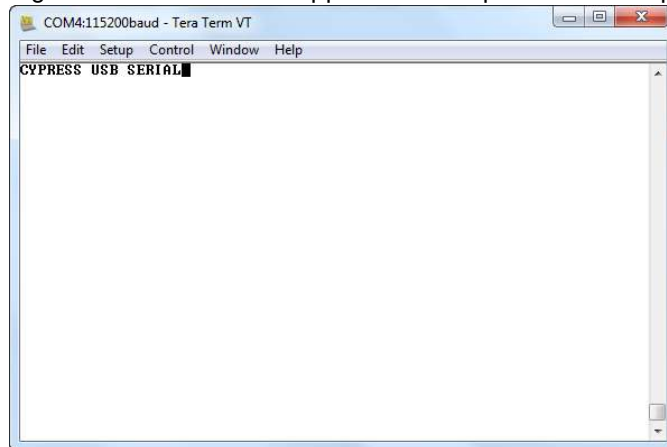 COM4:115200baud - Tera Term VT
File Edit Setup Control Window Help
CYPRESS USB SERIAL